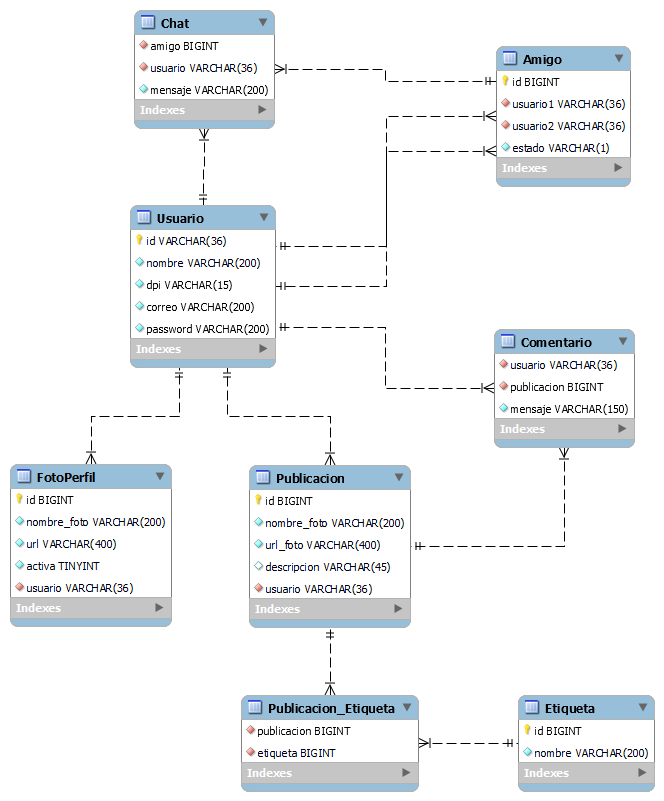 Chat
amigo BIGINT
usuario VARCHAR(36)
mensaje VARCHAR(200)
Indexes
Amigo
id BIGINT
usuario1 VARCHAR(36)
usuario2 VARCHAR(36)
estado VARCHAR(1)
Indexes
Usuario
id VARCHAR(36)
nombre VARCHAR(200)
dpi VARCHAR(15)
correo VARCHAR(200)
password VARCHAR(200)
Indexes
Comentario
usuario VARCHAR(36)
publicacion BIGINT
mensaje VARCHAR(150)
Indexes
FotoPerfil
id BIGINT
nombre_foto VARCHAR(200)
url VARCHAR(400)
activa TINYINT
usuario VARCHAR(36)
Indexes
Publicacion
id BIGINT
nombre_foto VARCHAR(200)
url_foto VARCHAR(400)
descripcion VARCHAR(45)
usuario VARCHAR(36)
Indexes
Publicacion_Etiqueta
publicacion BIGINT
etiqueta BIGINT
Indexes
Etiqueta
id BIGINT
nombre VARCHAR(200)
Indexes